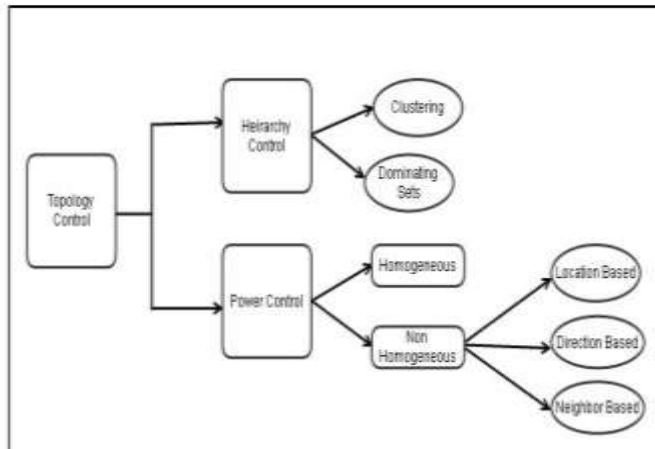 Topology
Control
Heirarchy
Control
Clustering
Dominating
Sets
Power Control
Homogeneous
Non
Homogeneous
Location Based
Direction Based
Neighbor Based